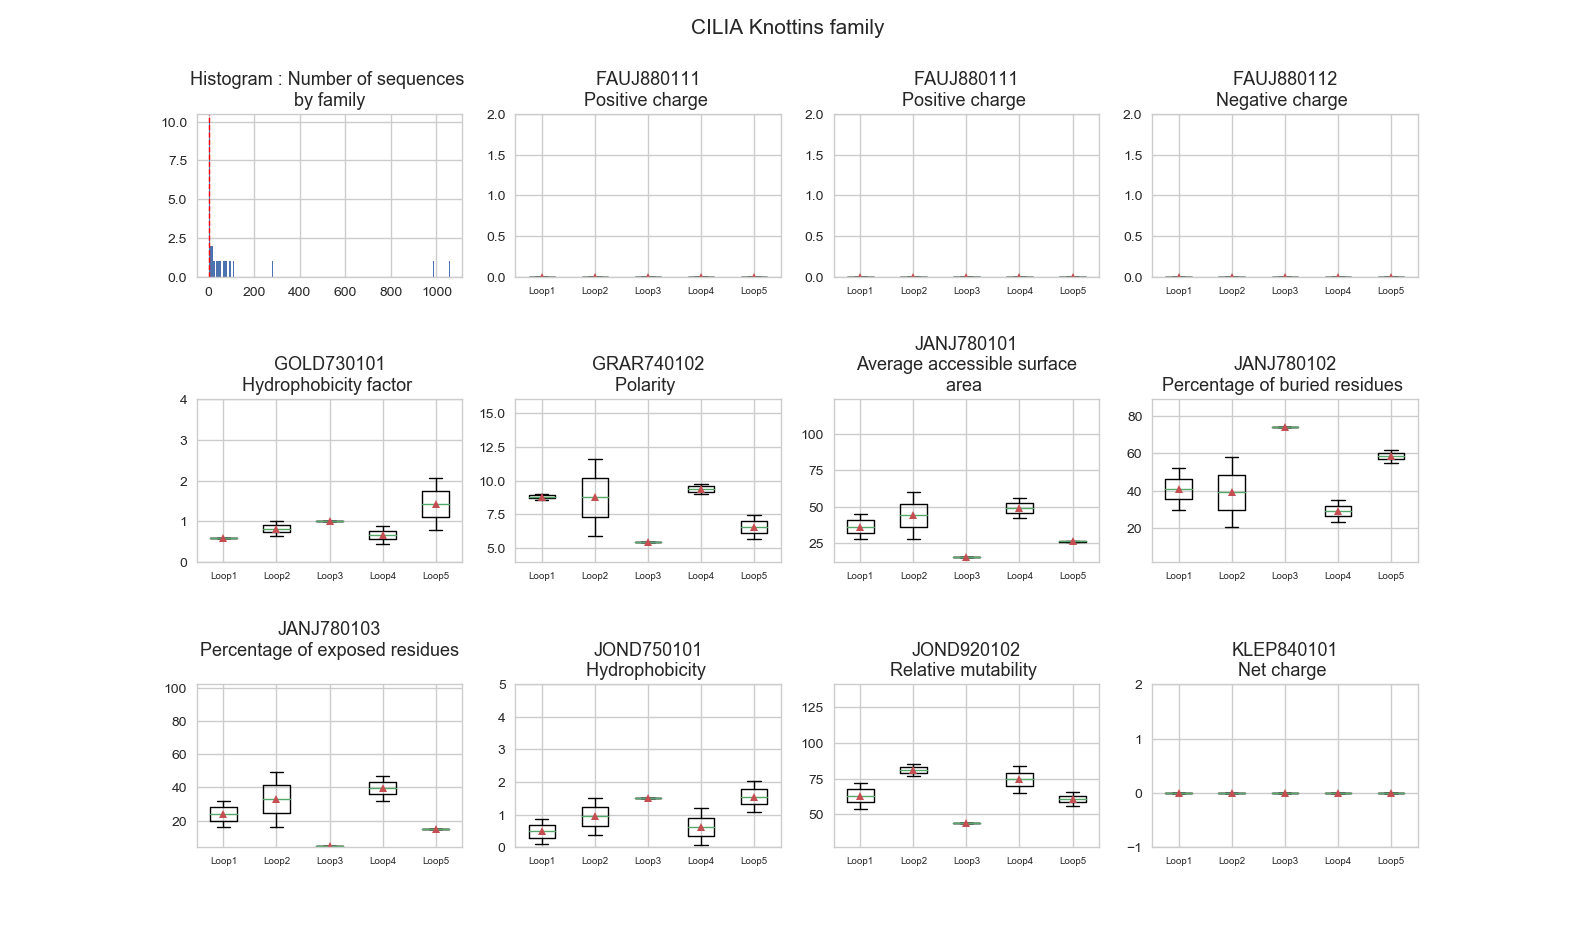 CILIA Knottins family
Histogram : Number of sequences
by family
10.0
7.5
5.0
2.5
0.0
0 200 400 600 800 1000
FAUJ880111
Positive charge
2.0
1.5
1.0
0.5
0.0
Loop1 Loop2 Loop3 Loop4 Loop5
FAUJ880111
Positive charge
2.0
1.5
1.0
0.5
0.0
Loop1 Loop2 Loop3 Loop4 Loop5
FAUJ880112
Negative charge
2.0
1.5
1.0
0.5
0.0
Loop1 Loop2 Loop3 Loop4 Loop5
GOLD730101
Hydrophobicity factor
4
3
2
1
0
Loop1 Loop2 Loop3 Loop4 Loop5
GRAR740102
Polarity
15.0
12.5
10.0
7.5
5.0
Loop1 Loop2 Loop3 Loop4 Loop5
JANJ780101
Average accessible surface
area
100
75
50
25
Loop1 Loop2 Loop3 Loop4 Loop5
JANJ780102
Percentage of buried residues
80
60
40
20
Loop1 Loop2 Loop3 Loop4 Loop5
JANJ780103
Percentage of exposed residues
100
80
60
40
20
Loop1 Loop2 Loop3 Loop4 Loop5
JOND750101
Hydrophobicity
5
4
3
2
1
0
Loop1 Loop2 Loop3 Loop4 Loop5
JOND920102
Relative mutability
125
100
75
50
Loop1 Loop2 Loop3 Loop4 Loop5
KLEP840101
Net charge
2
1
0
−1
Loop1 Loop2 Loop3 Loop4 Loop5